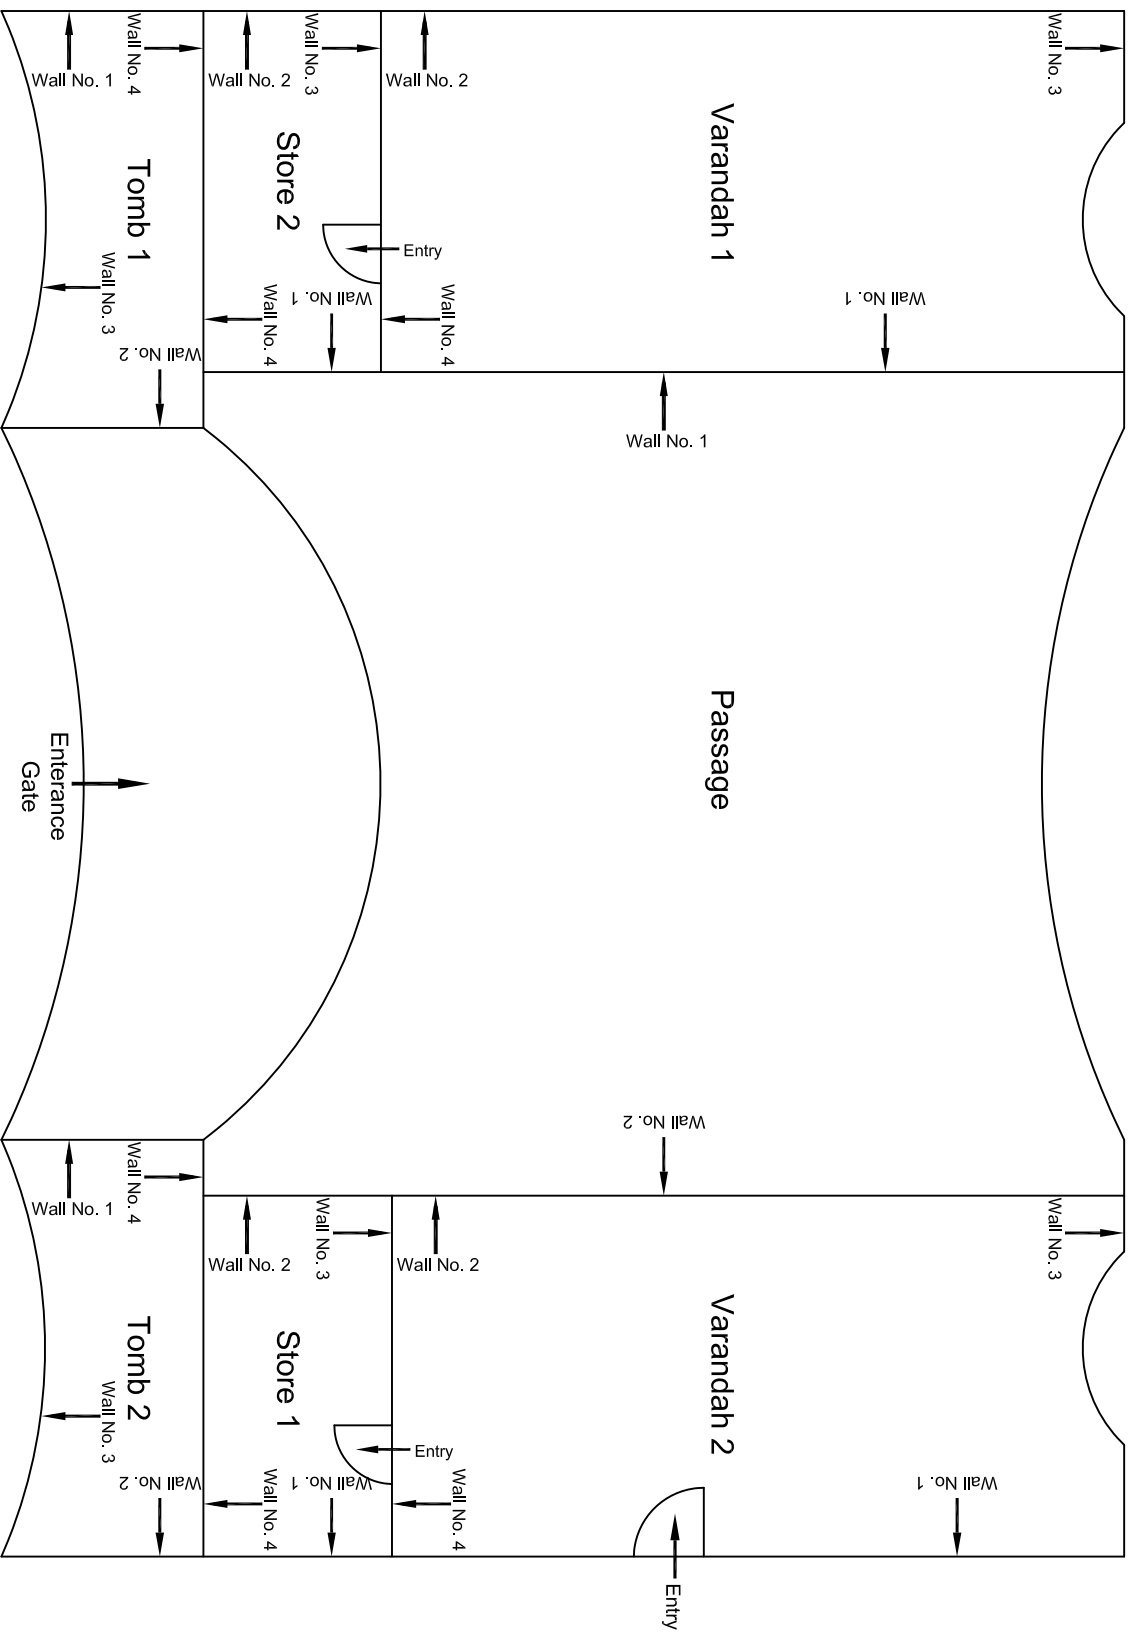 Wall No. 3
Varandah 1
Wall No. 1
Wall No. 2
Wall No. 4
Entry
Wall No. 3
Store 2
Wall No. 1
Wall No. 2
Wall No. 4
Wall No. 4
Tomb 1
Wall No. 1
Wall No. 3
Wall No. 2
Wall No. 1
Passage
Wall No. 2
Enterance
Gate
Wall No. 3
Varandah 2
Wall No. 1
Entry
Wall No. 2
Wall No. 4
Entry
Wall No. 3
Store 1
Wall No. 1
Wall No. 2
Wall No. 4
Wall No. 4
Tomb 2
Wall No. 1
Wall No. 3
Wall No. 2